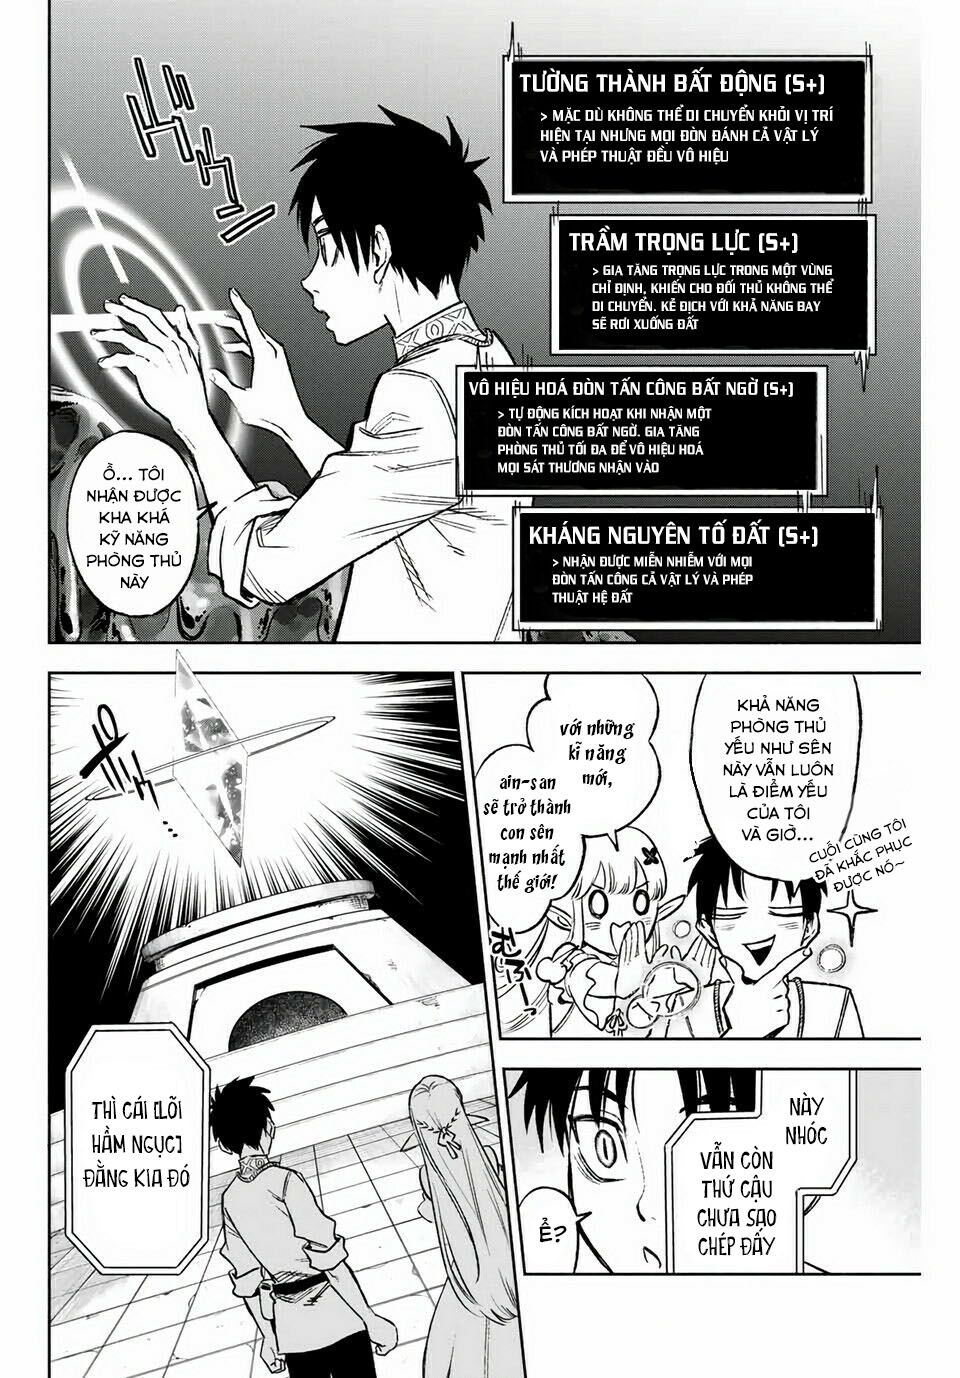 TƯỜNG THÀNH BẤT ĐỘNG (S+)
> MẶC DÙ KHÔNG THỂ DI CHUYỂN KHỎI VỊ TRÍ
HIỆN TẠI NHƯNG MỌI ĐÒN ĐÁNH CẢ VẬT LÝ
VÀ PHÉP THUẬT ĐỀU VÔ HIỆU
TRẦM TRỌNG LỰC (S+)
> GIA TĂNG TRỌNG LỰC TRONG MỘT VÙNG
CHỈ ĐỊNH, KHIẾN CHO ĐỐI THỦ KHÔNG THỂ
DI CHUYỂN. KẺ ĐỊCH VỚI KHẢ NĂNG BAY
SẼ RƠI XUỐNG ĐẤT
VÔ HIỆU HOÁ ĐÒN TẤN CÔNG BẤT NGỜ (S+)
> TỰ ĐỘNG KÍCH HOẠT KHI NHẬN MỘT
ĐÒN TẤN CÔNG BẤT NGỜ. GIA TĂNG
PHÒNG THỦ TỐI ĐA ĐỂ VÔ HIỆU HOÁ
MỌI SÁT THƯƠNG NHẬN VÀO
KHÁNG NGUYÊN TỐ ĐẤT (S+)
> NHẬN ĐƯỢC MIỄN NHIỄM VỚI MỌI
ĐÒN TẤN CÔNG CẢ VẬT LÝ VÀ PHÉP
THUẬT HỆ ĐẤT
Ồ... TÔI
NHẬN ĐƯỢC
KHA KHÁ
KỸ NĂNG
PHÒNG THỦ
NÀY
KHẢ NĂNG
PHÒNG THỦ
YẾU NHƯ SÊN
NÀY VẪN LUÔN
LÀ ĐIỂM YẾU
CỦA TÔI
VÀ GIỜ...
CUỐI CÙNG TÔI
ĐÃ KHẮC PHỤC
ĐƯỢC NÓ~
với những
kĩ năng
mới,
ain-san
sẽ trở thành
con sên
mạnh nhất
thế giới!
むふー
NÀY
NHÓC
VẪN CÒN
THỨ CẬU
CHƯA SAO
CHÉP ĐẤY
Ể?
THÌ CÁI [LÕI
HẦM NGỤC]
ĐẰNG KIA ĐÓ